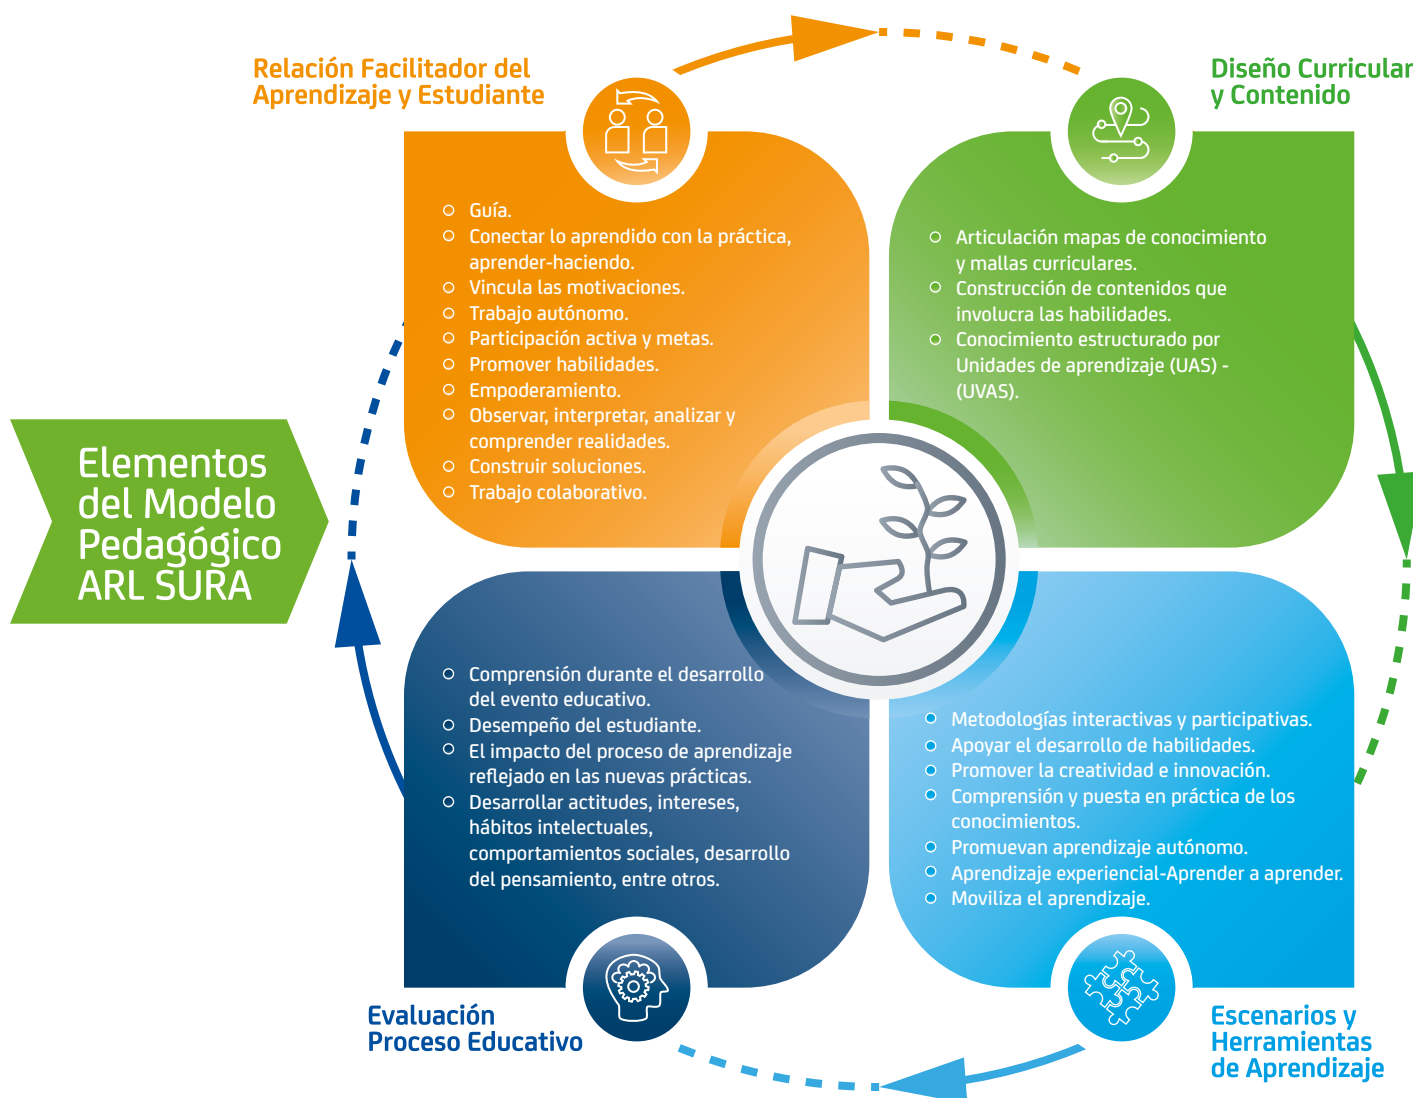 Elementos
del Modelo
Pedagógico
ARL SURA
Relación Facilitador del
Aprendizaje y Estudiante
Guía.
Conectar lo aprendido con la práctica,
aprender-haciendo.
Vincula las motivaciones.
Trabajo autónomo.
Participación activa y metas.
Promover habilidades.
Empoderamiento.
Observar, interpretar, analizar y
comprender realidades.
Construir soluciones.
Trabajo colaborativo.
Diseño Curricular
y Contenido
Articulación mapas de conocimiento
y mallas curriculares.
Construcción de contenidos que
involucra las habilidades.
Conocimiento estructurado por
Unidades de aprendizaje (UAS) -
(UVAS).
Comprensión durante el desarrollo
del evento educativo.
Desempeño del estudiante.
El impacto del proceso de aprendizaje
reflejado en las nuevas prácticas.
Desarrollar actitudes, intereses,
hábitos intelectuales,
comportamientos sociales, desarrollo
del pensamiento, entre otros.
Evaluación
Proceso Educativo
Metodologías interactivas y participativas.
Apoyar el desarrollo de habilidades.
Promover la creatividad e innovación.
Comprensión y puesta en práctica de los
conocimientos.
Promuevan aprendizaje autónomo.
Aprendizaje experiencial-Aprender a aprender.
Moviliza el aprendizaje.
Escenarios y
Herramientas
de Aprendizaje